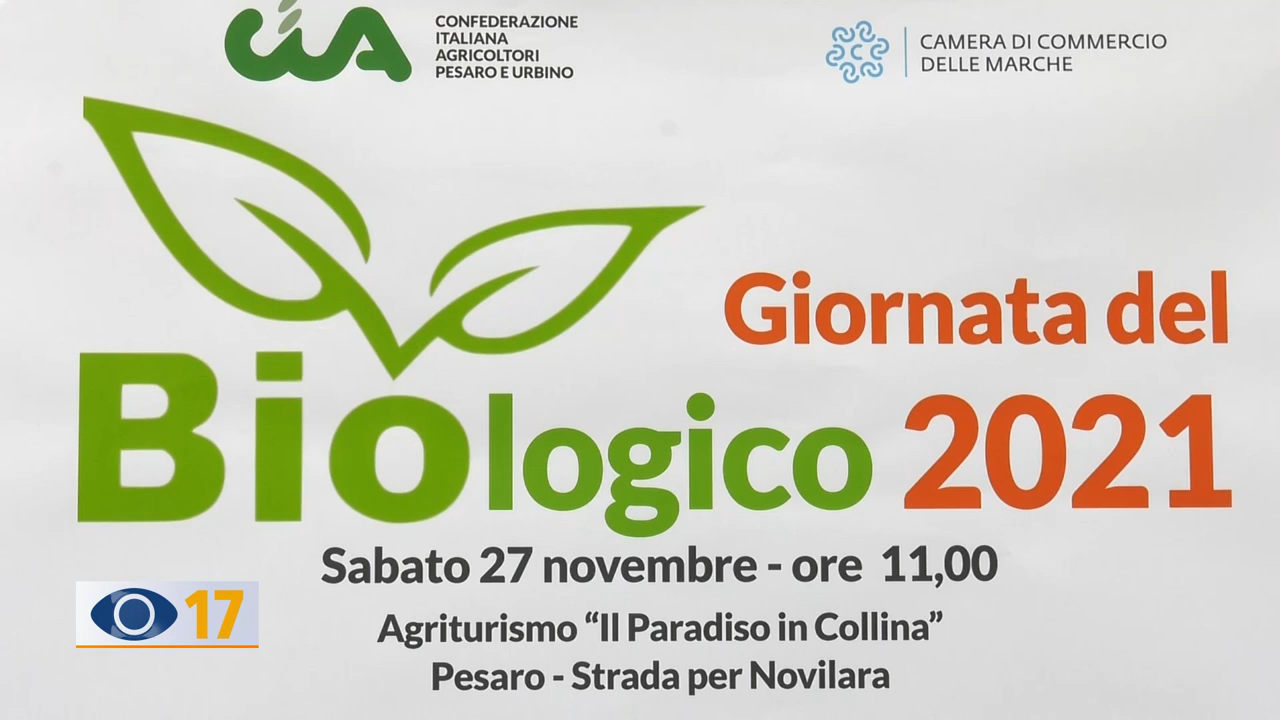 CIA
CONFEDERAZIONE
ITALIANA
AGRICOLTORI
PESARO E URBINO
CAMERA DI COMMERCIO
DELLE MARCHE
Giornata del
Biologico 2021
Sabato 27 novembre - ore 11,00
Agriturismo “Il Paradiso in Collina”
Pesaro - Strada per Novilara
17